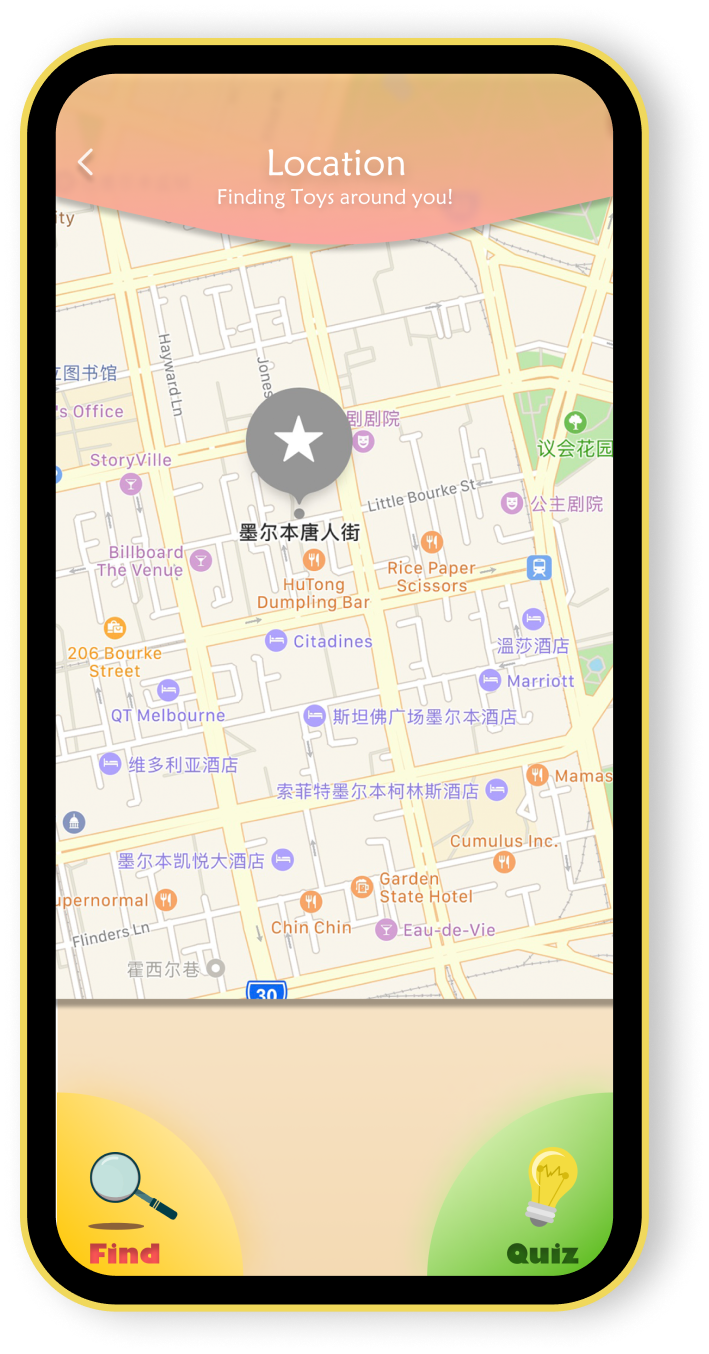 Location
Finding Toys around you!
ity
Hayward Ln
Jones
立图书馆
's Office
剧剧院
议会花园
StoryVille
Little Bourke St
公主剧院
墨尔本唐人街
Billboard
The Venue
HuTong
Dumpling Bar
Rice Paper
Scissors
206 Bourke
Street
Citadines
温莎酒店
Marriott
QT Melbourne
斯坦佛广场墨尔本酒店
维多利亚酒店
Mamas
索菲特墨尔本柯林斯酒店
Cumulus Inc.
墨尔本凯悦大酒店
Garden
State Hotel
upernormal
Chin Chin
Eau-de-Vie
Flinders Ln
霍西尔巷
30
Find
Quiz